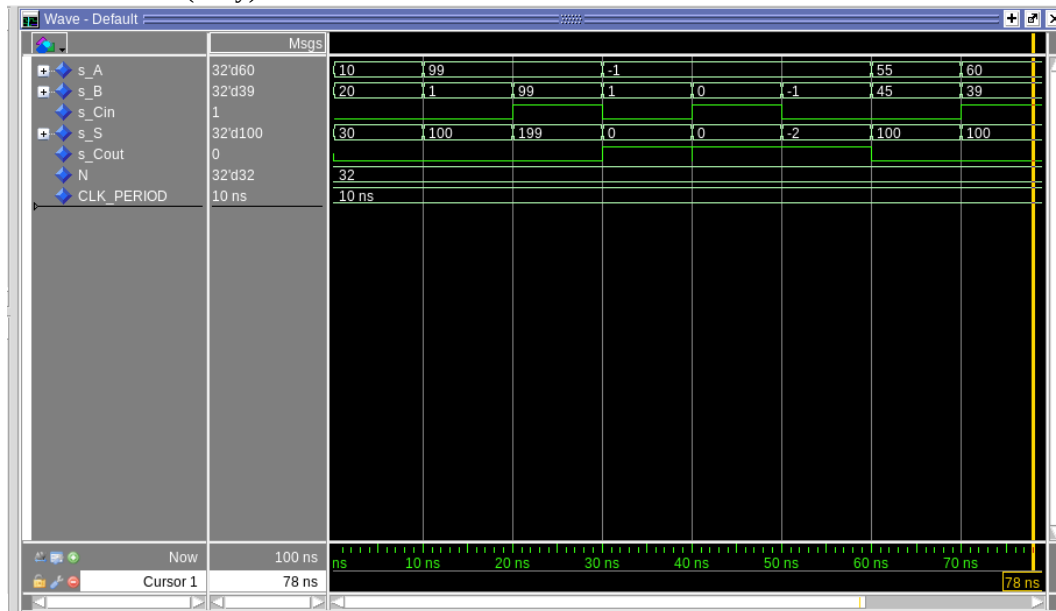 Wave - Default
Msgs
s_A 32'd60 10 99 -1 55 60
s_B 32'd39 20 1 99 1 0 -1 45 39
s_Cin 1
s_S 32'd100 30 100 199 0 0 -2 100 100
s_Cout 0
N 32'd32 32
CLK_PERIOD 10 ns 10 ns
Now 100 ns ns 10 ns 20 ns 30 ns 40 ns 50 ns 60 ns 70 ns
Cursor 1 78 ns 78 ns